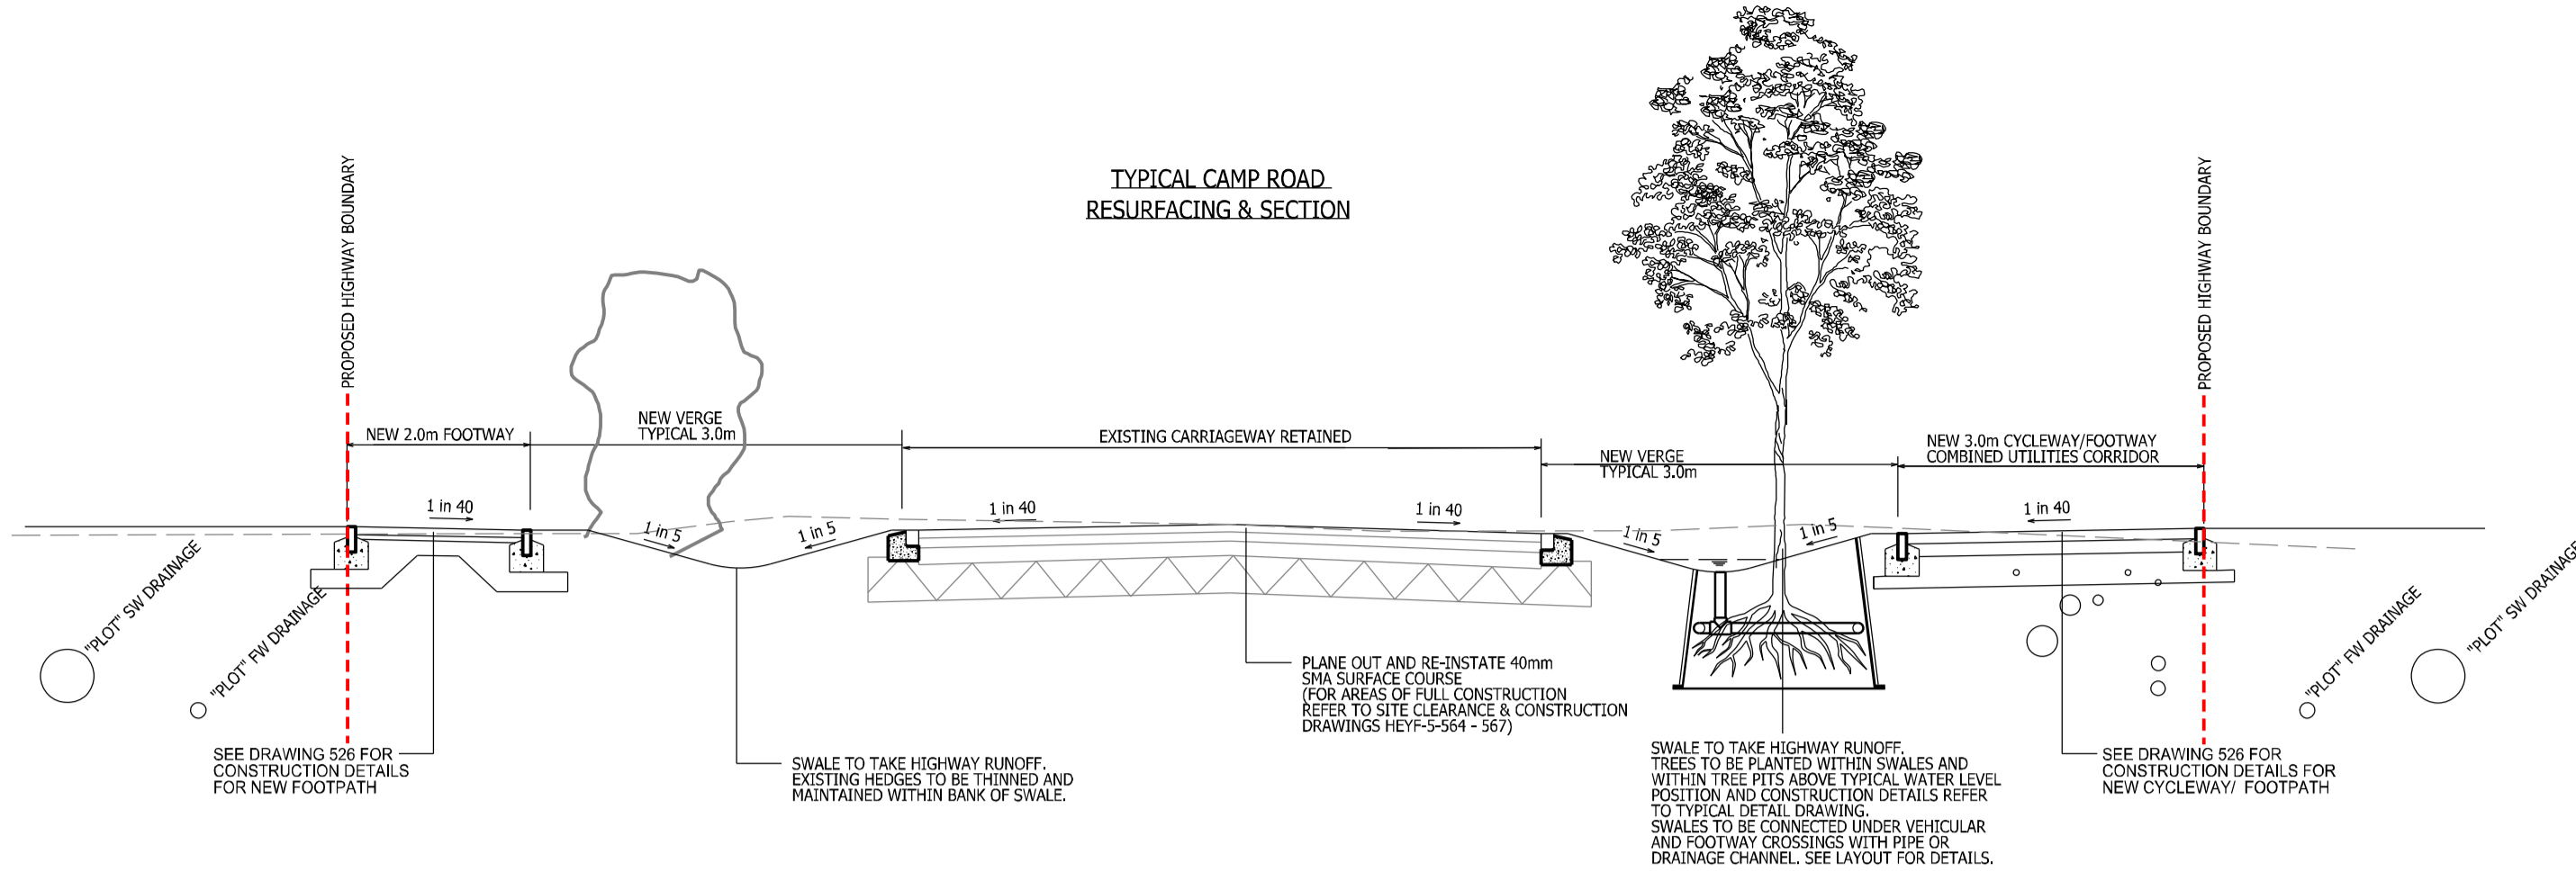 TYPICAL CAMP ROAD
RESURFACING & SECTION
PROPOSED HIGHWAY BOUNDARY
PROPOSED HIGHWAY BOUNDARY
NEW 2.0m FOOTWAY
NEW VERGE
TYPICAL 3.0m
EXISTING CARRIAGEWAY RETAINED
NEW VERGE
TYPICAL 3.0m
NEW 3.0m CYCLEWAY/FOOTWAY
COMBINED UTILITIES CORRIDOR
1 in 40
1 in 5
1 in 5
1 in 40
1 in 40
1 in 5
1 in 5
1 in 40
"PLOT" SW DRAINAGE
"PLOT" FW DRAINAGE
"PLOT" FW DRAINAGE
"PLOT" SW DRAINAGE
SEE DRAWING 526 FOR
CONSTRUCTION DETAILS
FOR NEW FOOTPATH
SWALE TO TAKE HIGHWAY RUNOFF.
EXISTING HEDGES TO BE THINNED AND
MAINTAINED WITHIN BANK OF SWALE.
PLANE OUT AND RE-INSTATE 40mm
SMA SURFACE COURSE
(FOR AREAS OF FULL CONSTRUCTION
REFER TO SITE CLEARANCE & CONSTRUCTION
DRAWINGS HEYF-5-564 - 567)
SWALE TO TAKE HIGHWAY RUNOFF.
TREES TO BE PLANTED WITHIN SWALES AND
WITHIN TREE PITS ABOVE TYPICAL WATER LEVEL
POSITION AND CONSTRUCTION DETAILS REFER
TO TYPICAL DETAIL DRAWING.
SWALES TO BE CONNECTED UNDER VEHICULAR
AND FOOTWAY CROSSINGS WITH PIPE OR
DRAINAGE CHANNEL. SEE LAYOUT FOR DETAILS.
SEE DRAWING 526 FOR
CONSTRUCTION DETAILS FOR
NEW CYCLEWAY/ FOOTPATH